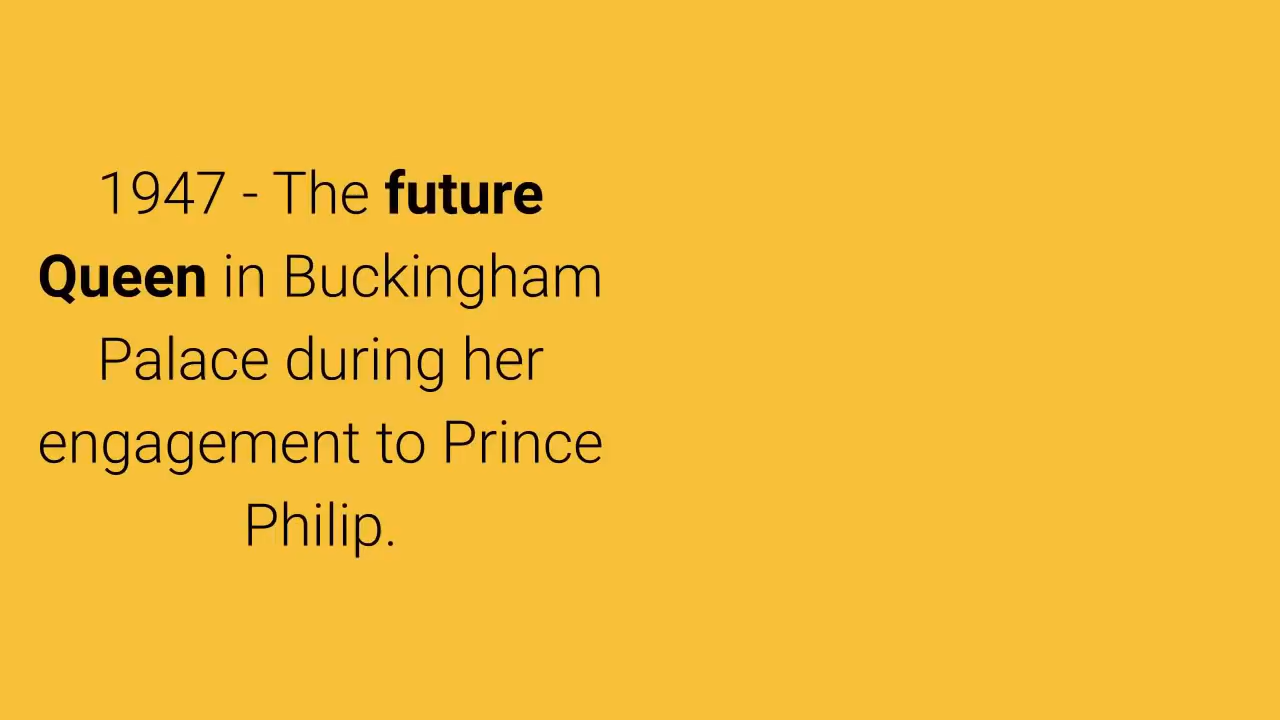 1947 - The future
Queen in Buckingham
Palace during her
engagement to Prince
Philip.